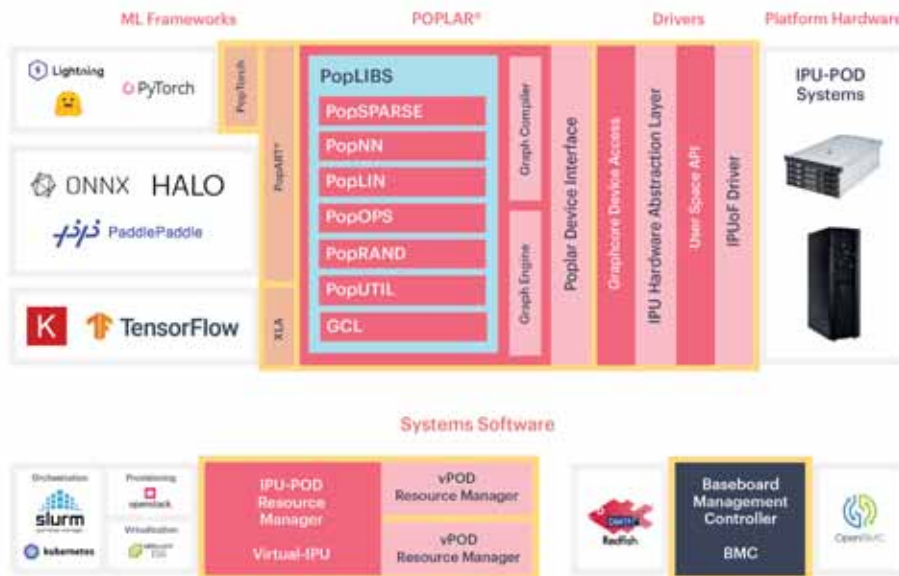 ML Frameworks
POPLAR®
Drivers
Platform Hardware
Lightning
PyTorch
PopTorch
ONNX
HALO
PaddlePaddle
K
TensorFlow
PopART®
XLA
PopLIBS
PopSPARSE
PopNN
PopLIN
PopOPS
PopRAND
PopUTIL
GCL
Graph Compiler
Graph Engine
Poplar Device Interface
Graphcore Device Access
IPU Hardware Abstraction Layer
User Space API
IPUoF Driver
IPU-POD
Systems
Systems Software
Orchestration
slurm
kubernetes
Provisioning
openstack
Virtualization
IPU-POD
Resource
Manager
Virtual-IPU
vPOD
Resource Manager
vPOD
Resource Manager
DMTF
Redfish
Baseboard
Management
Controller
BMC
OpenBMC